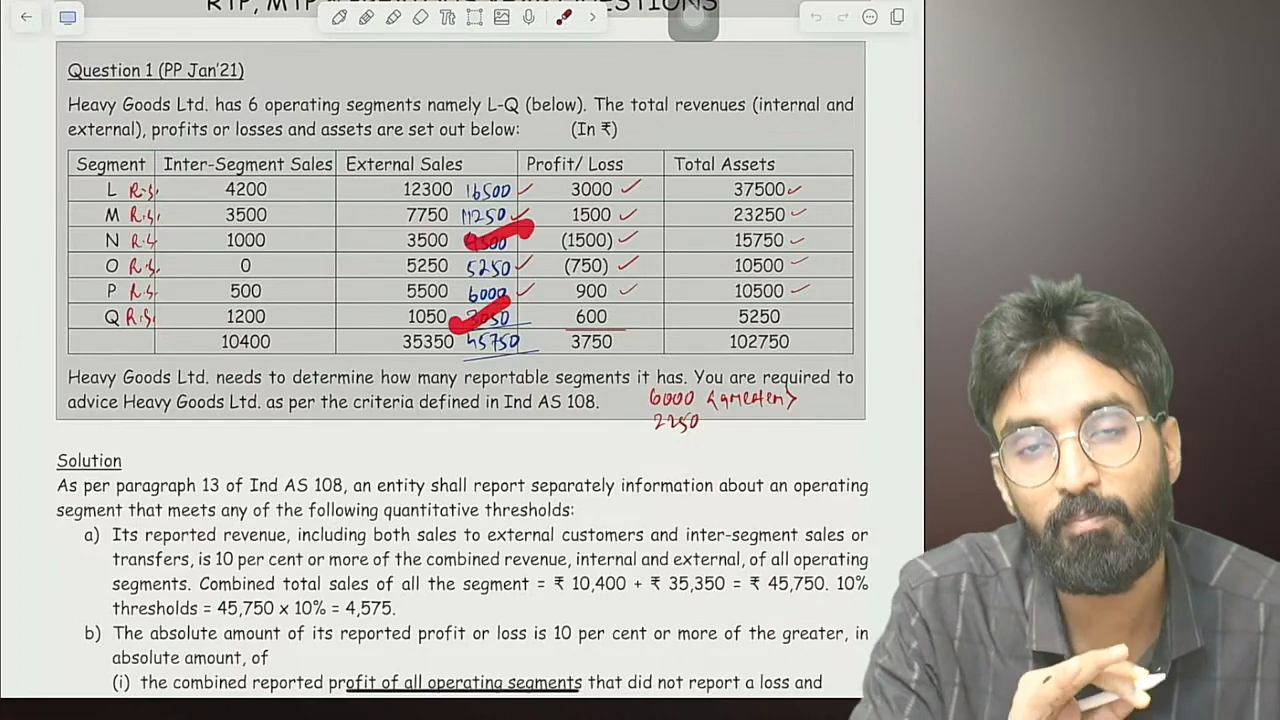 RTP, MTP QUESTIONS
Question 1 (PP Jan'21)
Heavy Goods Ltd. has 6 operating segments namely L-Q (below). The total revenues (internal and
external), profits or losses and assets are set out below: (In ₹)
Segment Inter-Segment Sales External Sales Profit/ Loss Total Assets
L R.S. 4200 12300 16500 ✓ 3000 ✓ 37500 ✓
M R.S. 3500 7750 11250 ✓ 1500 ✓ 23250 ✓
N R.S. 1000 3500 4500 (1500) ✓ 15750 ✓
O R.S. 0 5250 5250 ✓ (750) ✓ 10500 ✓
P R.S. 500 5500 6000 ✓ 900 ✓ 10500 ✓
Q R.S. 1200 1050 600 5250
10400 35350 45750 3750 102750
Heavy Goods Ltd. needs to determine how many reportable segments it has. You are required to
advice Heavy Goods Ltd. as per the criteria defined in Ind AS 108.
6000 (greater)
2250
Solution
As per paragraph 13 of Ind AS 108, an entity shall report separately information about an operating
segment that meets any of the following quantitative thresholds:
a) Its reported revenue, including both sales to external customers and inter-segment sales or
transfers, is 10 per cent or more of the combined revenue, internal and external, of all operating
segments. Combined total sales of all the segment = ₹ 10,400 + ₹ 35,350 = ₹ 45,750. 10%
thresholds = 45,750 x 10% = 4,575.
b) The absolute amount of its reported profit or loss is 10 per cent or more of the greater, in
absolute amount, of
(i) the combined reported profit of all operating segments that did not report a loss and